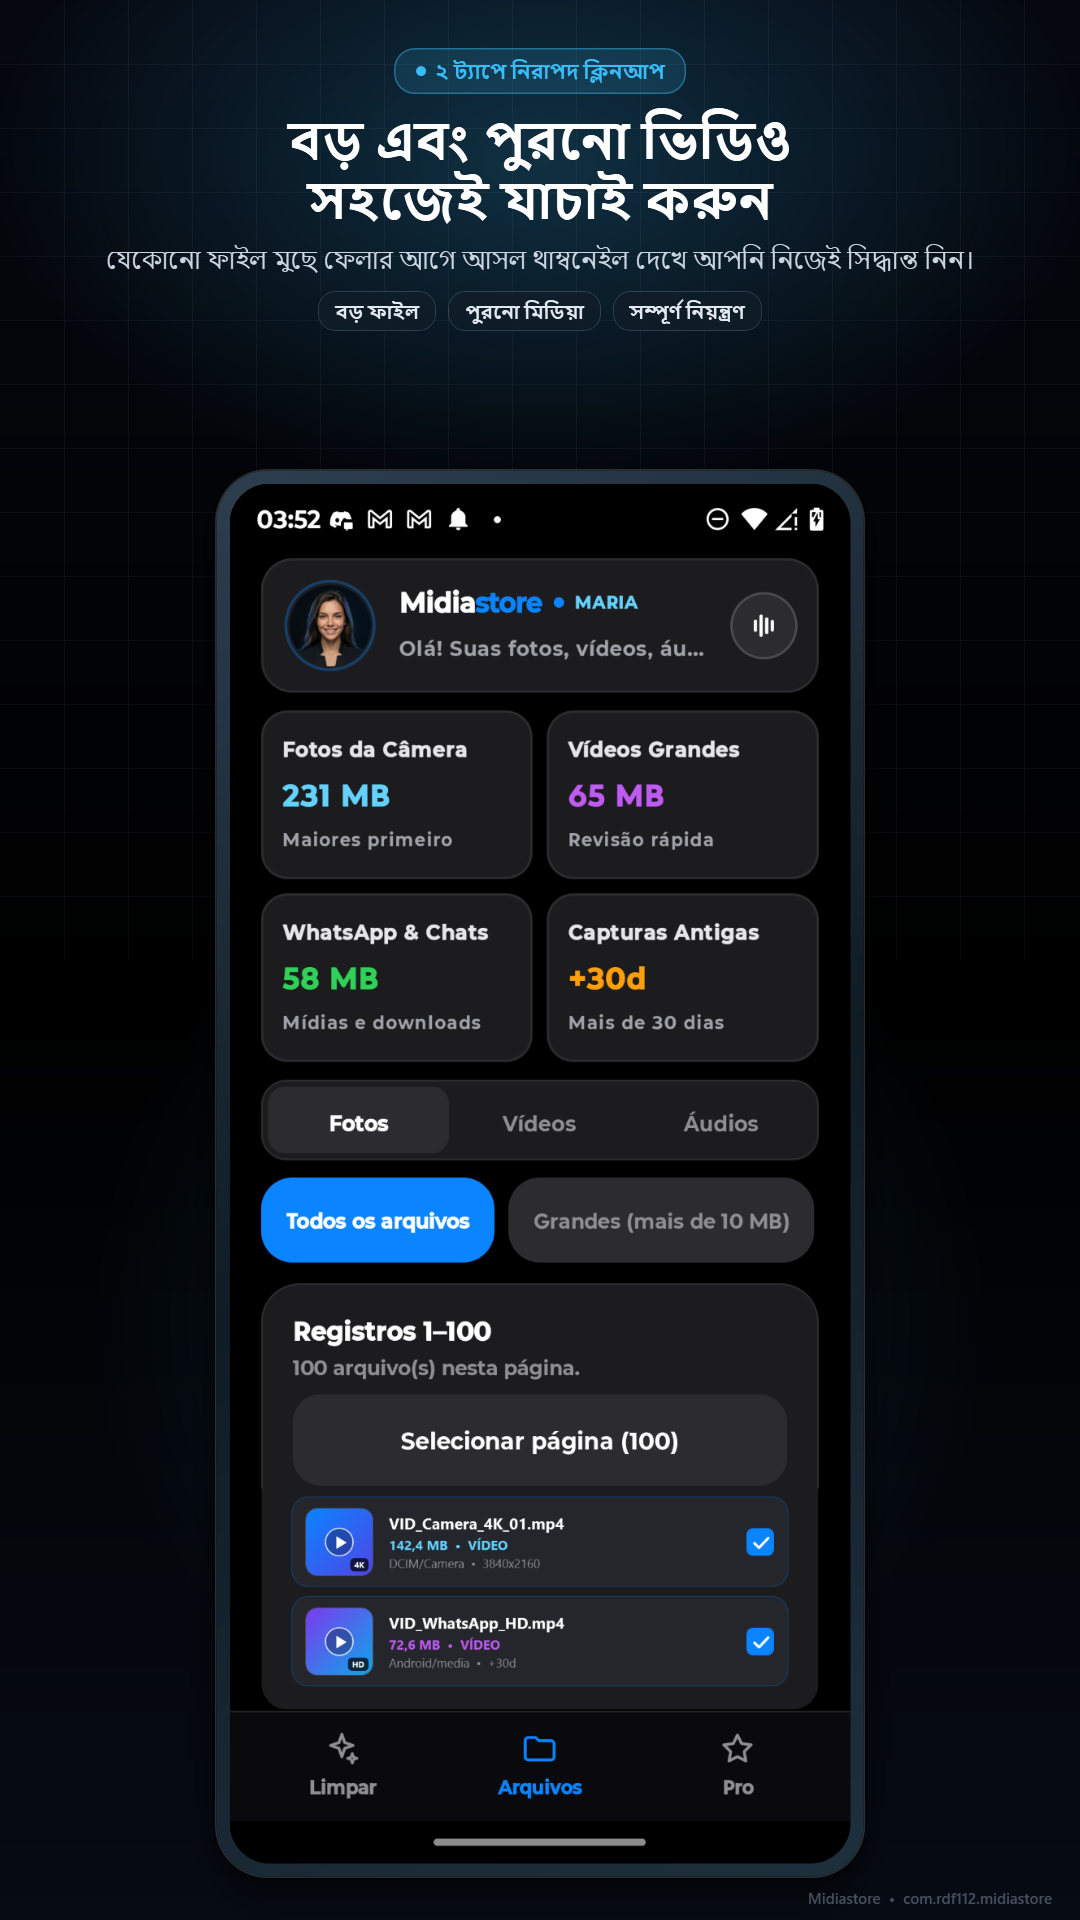 ২ ট্যাপে নিরাপদ ক্লিনআপ
বড় এবং পুরনো ভিডিও
সহজেই যাচাই করুন
যেকোনো ফাইল মুছে ফেলার আগে আসল থাম্বনেইল দেখে আপনি নিজেই সিদ্ধান্ত নিন।
বড় ফাইল
পুরনো মিডিয়া
সম্পূর্ণ নিয়ন্ত্রণ
03:52
Midiastore • MARIA
Olá! Suas fotos, vídeos, áu...
Fotos da Câmera
231 MB
Maiores primeiro
Vídeos Grandes
65 MB
Revisão rápida
WhatsApp & Chats
58 MB
Mídias e downloads
Capturas Antigas
+30d
Mais de 30 dias
Fotos
Vídeos
Áudios
Todos os arquivos
Grandes (mais de 10 MB)
Registros 1–100
100 arquivo(s) nesta página.
Selecionar página (100)
4K
VID_Camera_4K_01.mp4
142,4 MB • VÍDEO
DCIM/Camera • 3840x2160
HD
VID_WhatsApp_HD.mp4
72,6 MB • VÍDEO
Android/media • +30d
Limpar
Arquivos
Pro
Midiastore • com.rdf112.midiastore